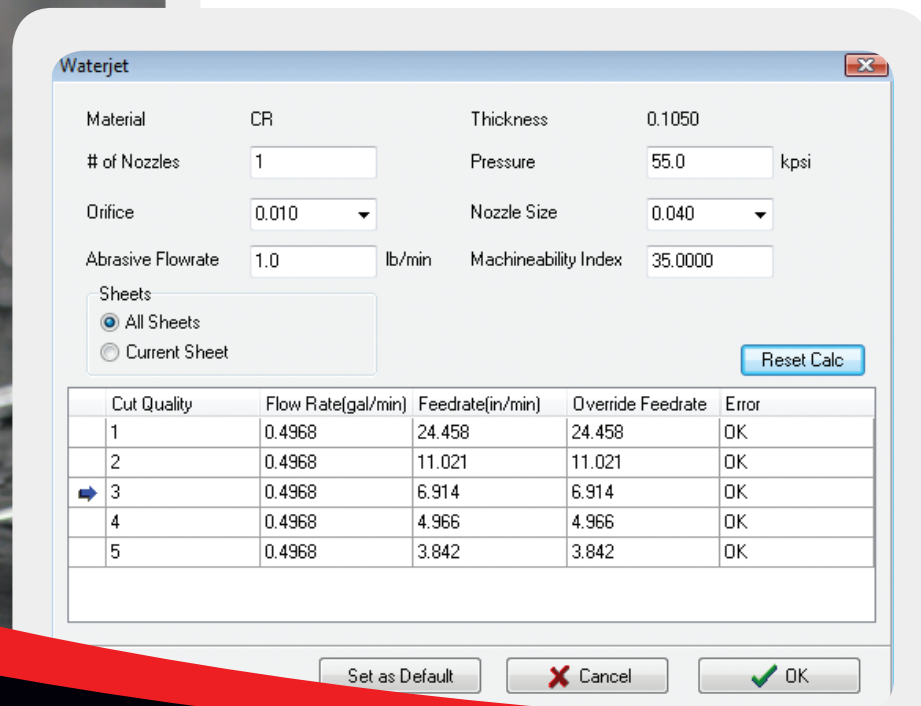 Waterjet
Material CR Thickness 0.1050
# of Nozzles 1 Pressure 55.0 kpsi
Orifice 0.010 Nozzle Size 0.040
Abrasive Flowrate 1.0 lb/min Machineability Index 35.0000
Sheets
All Sheets
Current Sheet
Reset Calc
Cut Quality Flow Rate(gal/min) Feedrate(in/min) Override Feedrate Error
1 0.4968 24.458 24.458 OK
2 0.4968 11.021 11.021 OK
3 0.4968 6.914 6.914 OK
4 0.4968 4.966 4.966 OK
5 0.4968 3.842 3.842 OK
Set as Default Cancel OK